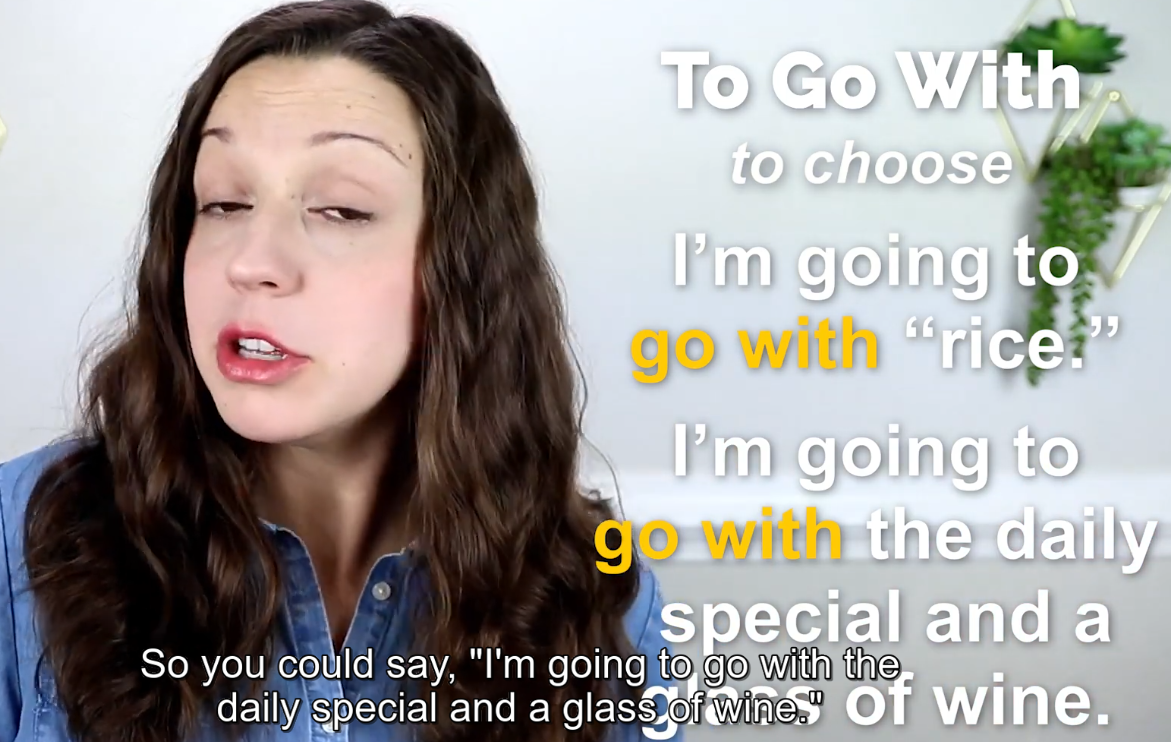 To Go With
to choose
I’m going to
go with “rice.”
I’m going to
go with the daily
special and a
glass of wine.
So you could say, "I'm going to go with the
daily special and a glass of wine."